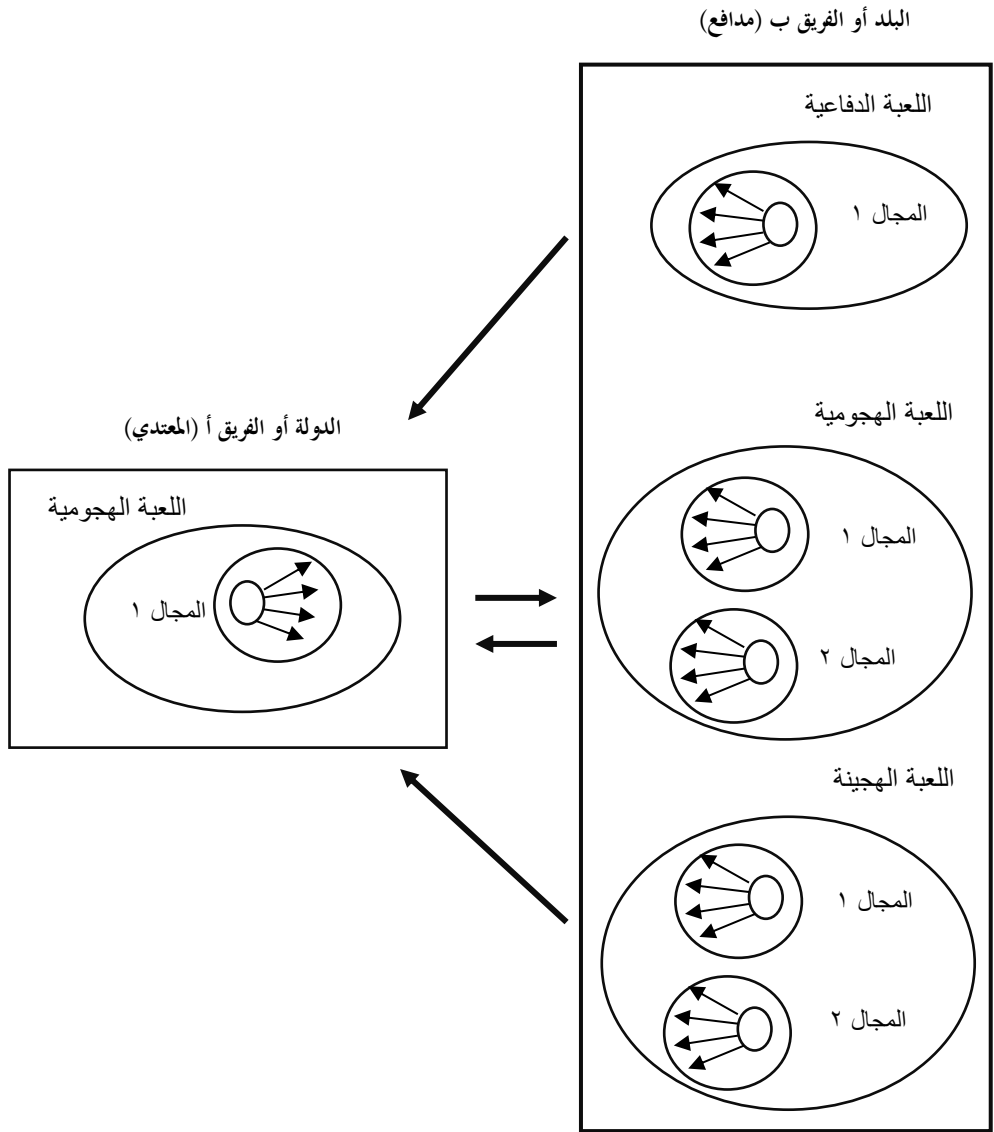 البلد أو الفريق ب (مدافع)
اللعبة الدفاعية
المجال ١
اللعبة الهجومية
المجال ١
المجال ٢
اللعبة الهجينة
المجال ١
المجال ٢
الدولة أو الفريق أ (المعتدي)
اللعبة الهجومية
المجال ١